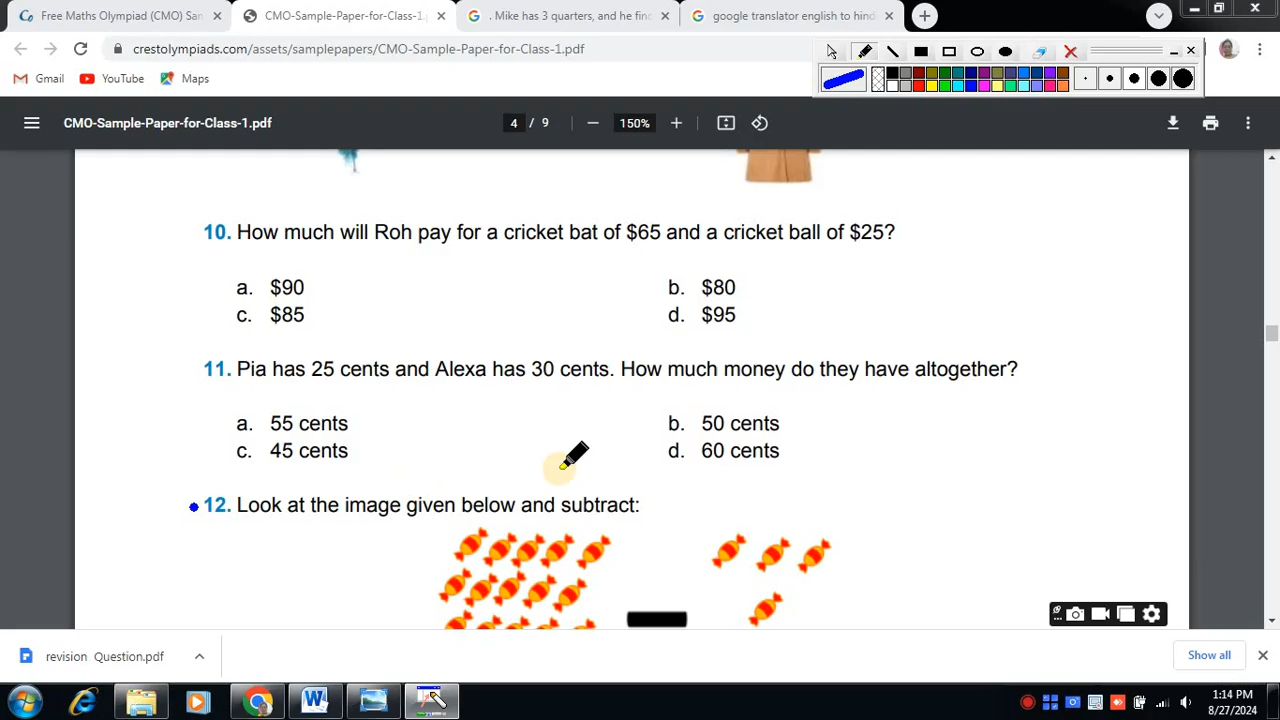 Free Maths Olympiad (CMO) San
CMO-Sample-Paper-for-Class-1.pd
. Mike has 3 quarters, and he fin
google translator english to hind
crestolympiads.com/assets/samplepapers/CMO-Sample-Paper-for-Class-1.pdf
Gmail
YouTube
Maps
CMO-Sample-Paper-for-Class-1.pdf
4 / 9
150%
10. How much will Roh pay for a cricket bat of $65 and a cricket ball of $25?
a. $90
b. $80
c. $85
d. $95
11. Pia has 25 cents and Alexa has 30 cents. How much money do they have altogether?
a. 55 cents
b. 50 cents
c. 45 cents
d. 60 cents
12. Look at the image given below and subtract:
revision Question.pdf
Show all
1:14 PM
8/27/2024